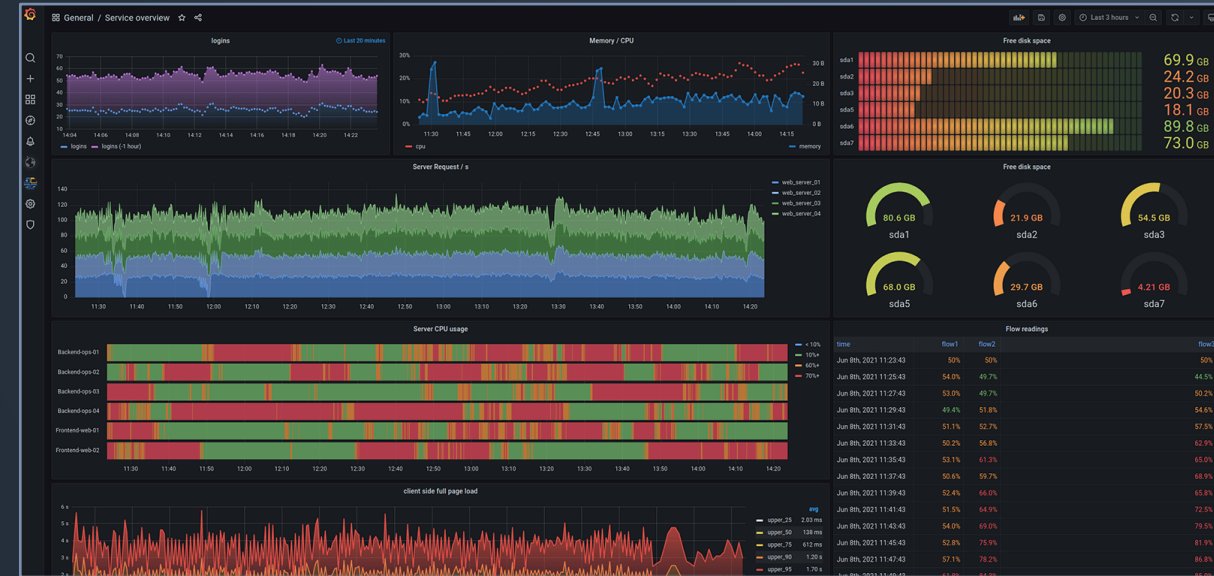 General / Service overview
Last 3 hours
logins
Last 20 minutes
70
60
50
40
30
20
10
14:04 14:06 14:08 14:10 14:12 14:14 14:16 14:18 14:20 14:22
logins logins (-1 hour)
Memory / CPU
30%
20%
10%
0%
30 B
20 B
10 B
0 B
11:30 11:45 12:00 12:15 12:30 12:45 13:00 13:15 13:30 13:45 14:00 14:15
cpu memory
Free disk space
sda1 69.9 GB
sda2 24.2 GB
sda3 20.3 GB
sda5 18.1 GB
sda6 89.8 GB
sda7 73.0 GB
Server Request / s
140
120
100
80
60
40
20
0
11:30 11:40 11:50 12:00 12:10 12:20 12:30 12:40 12:50 13:00 13:10 13:20 13:30 13:40 13:50 14:00 14:10 14:20
web_server_01
web_server_02
web_server_03
web_server_04
Free disk space
80.6 GB 21.9 GB 54.5 GB
sda1 sda2 sda3
68.0 GB 29.7 GB 4.21 GB
sda5 sda6 sda7
Server CPU usage
Backend-ops-01
Backend-ops-02
Backend-ops-03
Backend-ops-04
Frontend-web-01
Frontend-web-02
11:30 11:40 11:50 12:00 12:10 12:20 12:30 12:40 12:50 13:00 13:10 13:20 13:30 13:40 13:50 14:00 14:10 14:20
< 10%
10%+
60%+
70%+
Flow readings
time flow1 flow2 flow3
Jun 8th, 2021 11:23:43 50% 50% 50%
Jun 8th, 2021 11:25:43 54.0% 49.7% 44.5%
Jun 8th, 2021 11:27:43 53.0% 49.7% 50.2%
Jun 8th, 2021 11:29:43 49.4% 51.8% 54.6%
Jun 8th, 2021 11:31:43 51.1% 52.7% 57.5%
Jun 8th, 2021 11:33:43 50.2% 56.8% 62.9%
Jun 8th, 2021 11:35:43 53.1% 61.3% 65.0%
Jun 8th, 2021 11:37:43 50.6% 59.7% 68.9%
Jun 8th, 2021 11:39:43 52.4% 66.0% 65.8%
Jun 8th, 2021 11:41:43 51.5% 64.9% 72.5%
Jun 8th, 2021 11:43:43 54.0% 69.0% 79.5%
Jun 8th, 2021 11:45:43 52.8% 75.9% 81.9%
Jun 8th, 2021 11:47:43 57.1% 78.2% 86.8%
client side full page load
6 s
5 s
4 s
3 s
avg
upper_25 2.03 ms
upper_50 138 ms
upper_75 612 ms
upper_90 1.20 s
upper_95 1.70 s